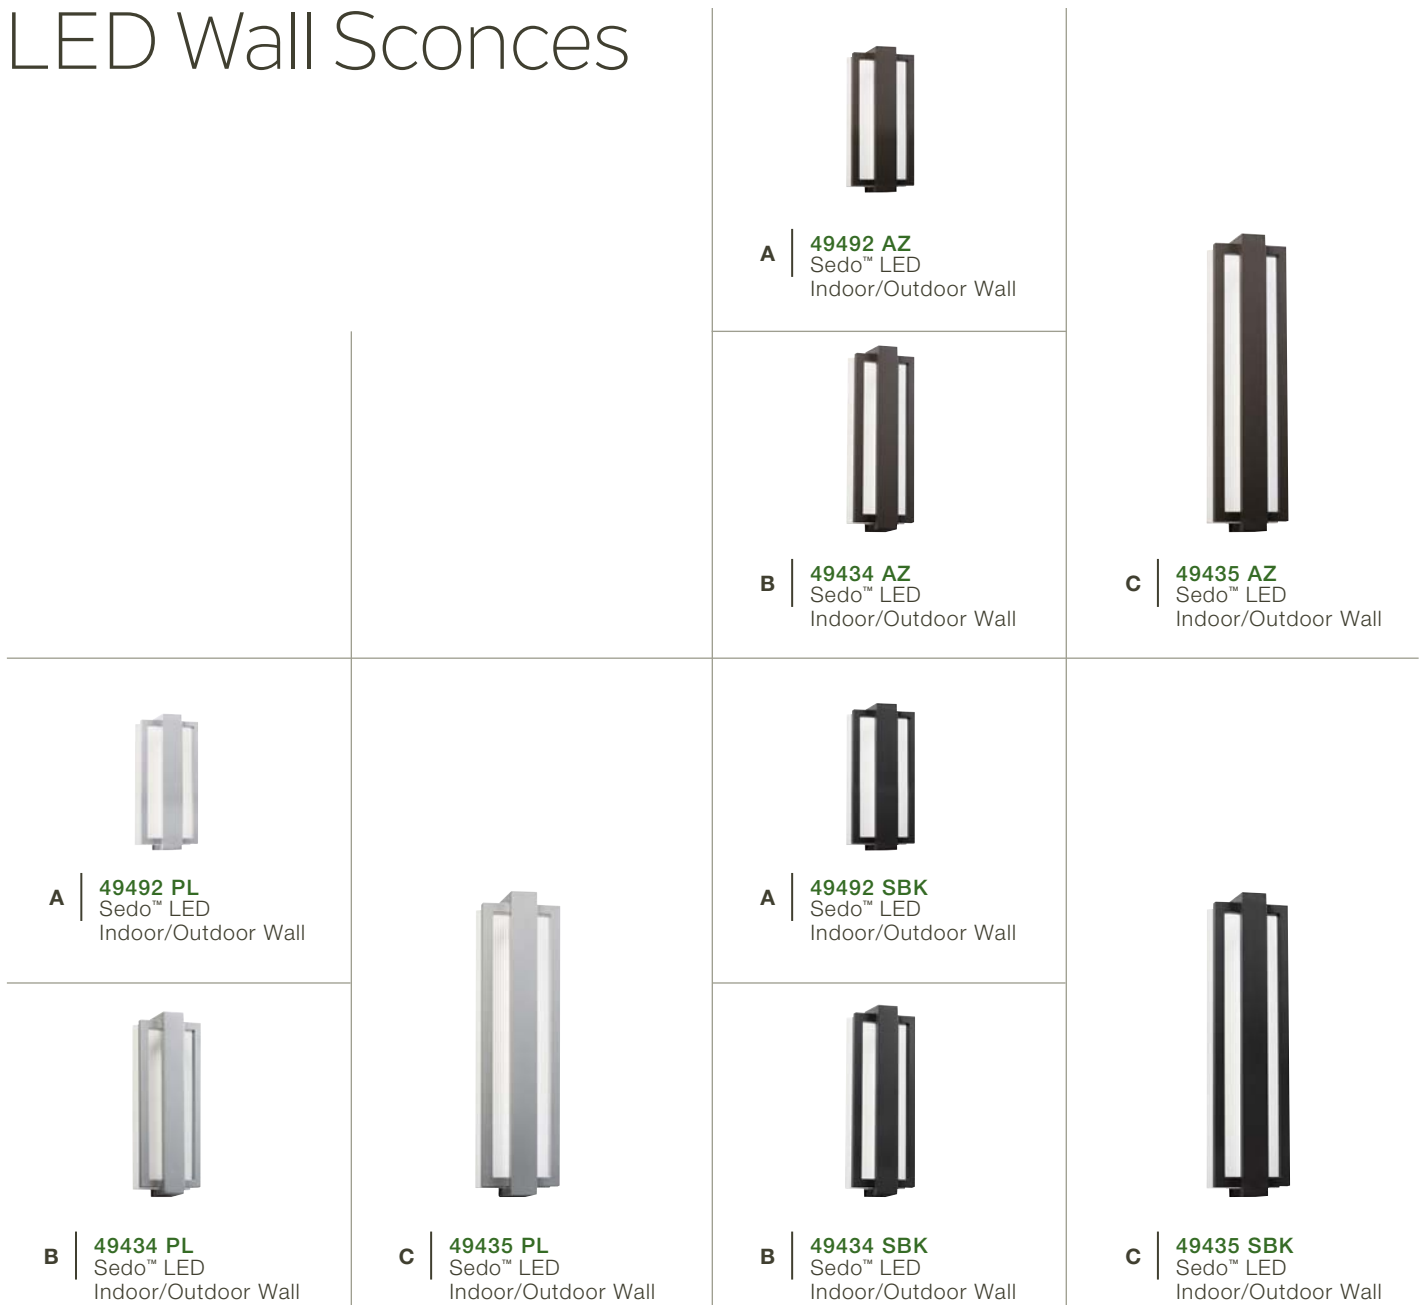 LED Wall Sconces
A
49492 AZ
Sedo™ LED
Indoor/Outdoor Wall
B
49434 AZ
Sedo™ LED
Indoor/Outdoor Wall
C
49435 AZ
Sedo™ LED
Indoor/Outdoor Wall
A
49492 PL
Sedo™ LED
Indoor/Outdoor Wall
B
49434 PL
Sedo™ LED
Indoor/Outdoor Wall
C
49435 PL
Sedo™ LED
Indoor/Outdoor Wall
A
49492 SBK
Sedo™ LED
Indoor/Outdoor Wall
B
49434 SBK
Sedo™ LED
Indoor/Outdoor Wall
C
49435 SBK
Sedo™ LED
Indoor/Outdoor Wall